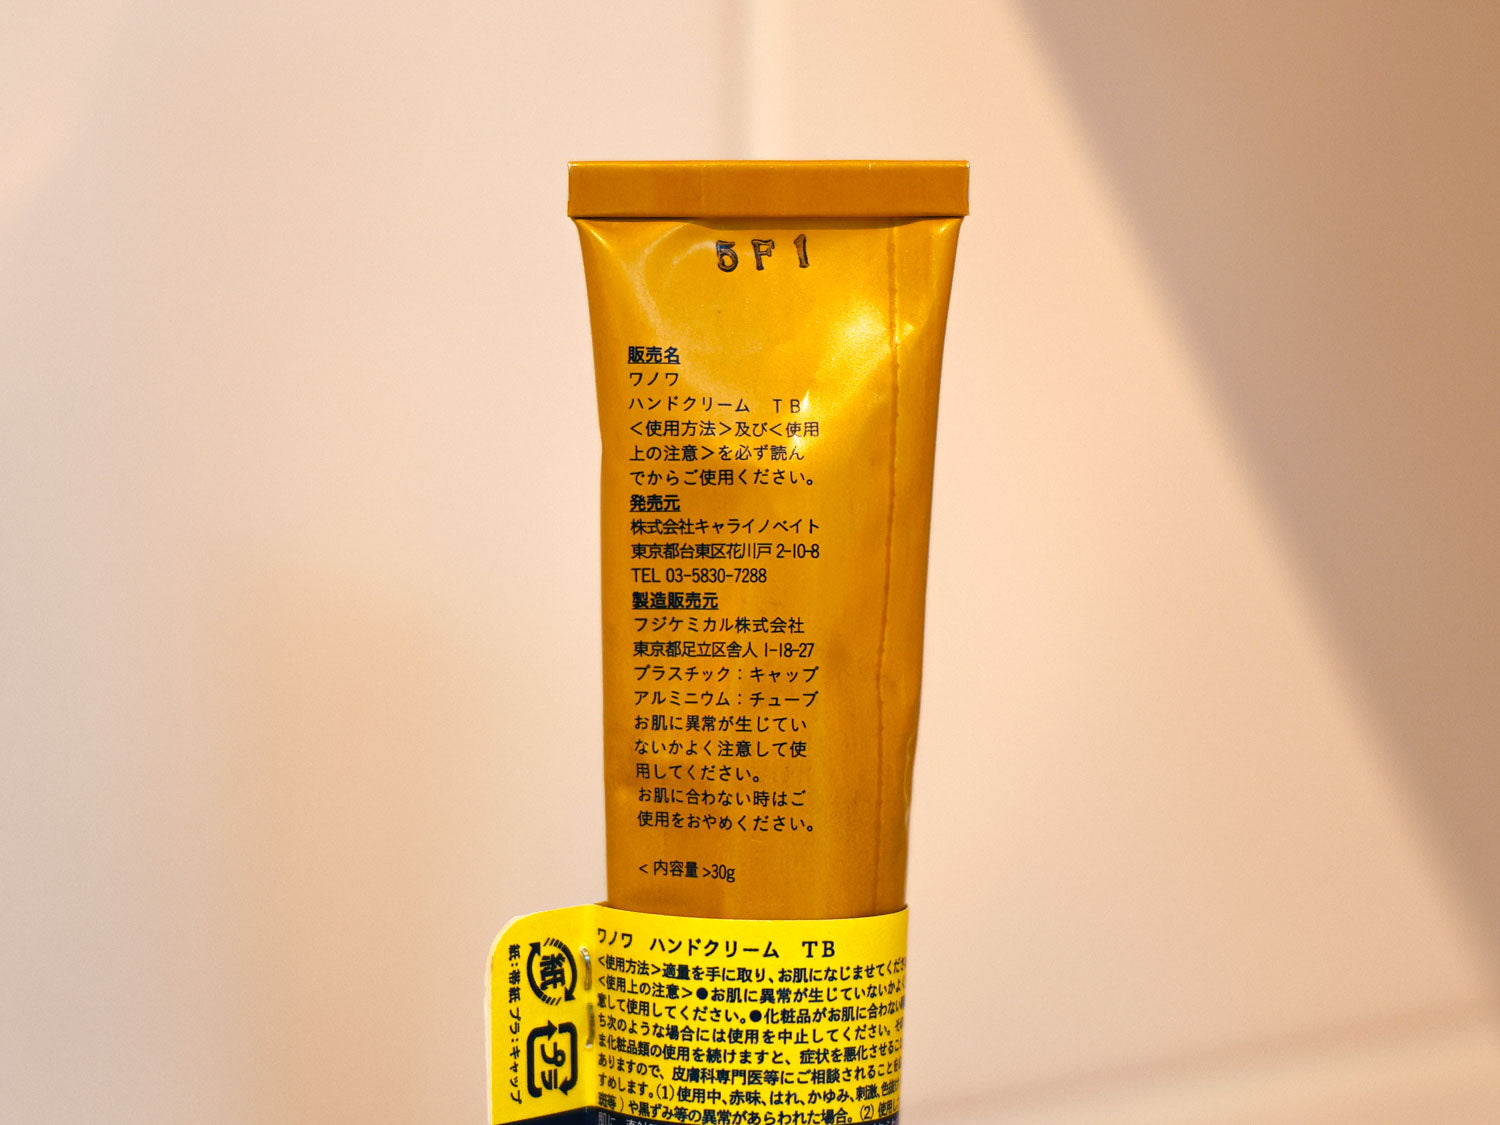 5F1
販売名
ワノワ
ハンドクリーム TB
<使用方法>及び<使用
上の注意>を必ず読ん
でからご使用ください。
発売元
株式会社キャライノベイト
東京都台東区花川戸 2-10-8
TEL 03-5830-7288
製造販売元
フジケミカル株式会社
東京都足立区舎人 1-18-27
プラスチック：キャップ
アルミニウム：チューブ
お肌に異常が生じてい
ないかよく注意して使
用してください。
お肌に合わない時はご
使用をおやめください。
<内容量>30g
ワノワ ハンドクリーム TB
<使用方法>適量を手に取り、お肌になじませてくださ
<使用上の注意>●お肌に異常が生じていないかよく
意して使用してください。●化粧品がお肌に合わない
ち次のような場合には使用を中止してください。その
ま化粧品類の使用を続けますと、症状を悪化させるこ
ありますので、皮膚科専門医等にご相談されることを
すめします。(1)使用中、赤味、はれ、かゆみ、刺激、色抜け
班等)や黒ずみ等の異常があらわれた場合。(2)使用し
紙
プラ
紙：帯紙 プラ：キャップ